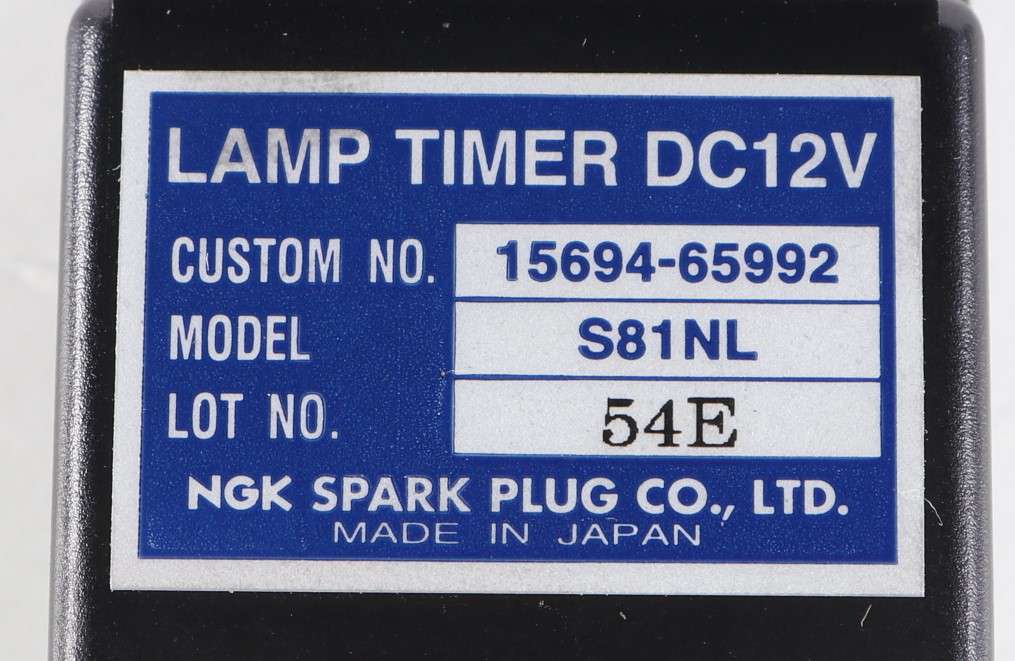 LAMP TIMER DC12V
CUSTOM NO. 15694-65992
MODEL S81NL
LOT NO. 54E
NGK SPARK PLUG CO., LTD.
MADE IN JAPAN